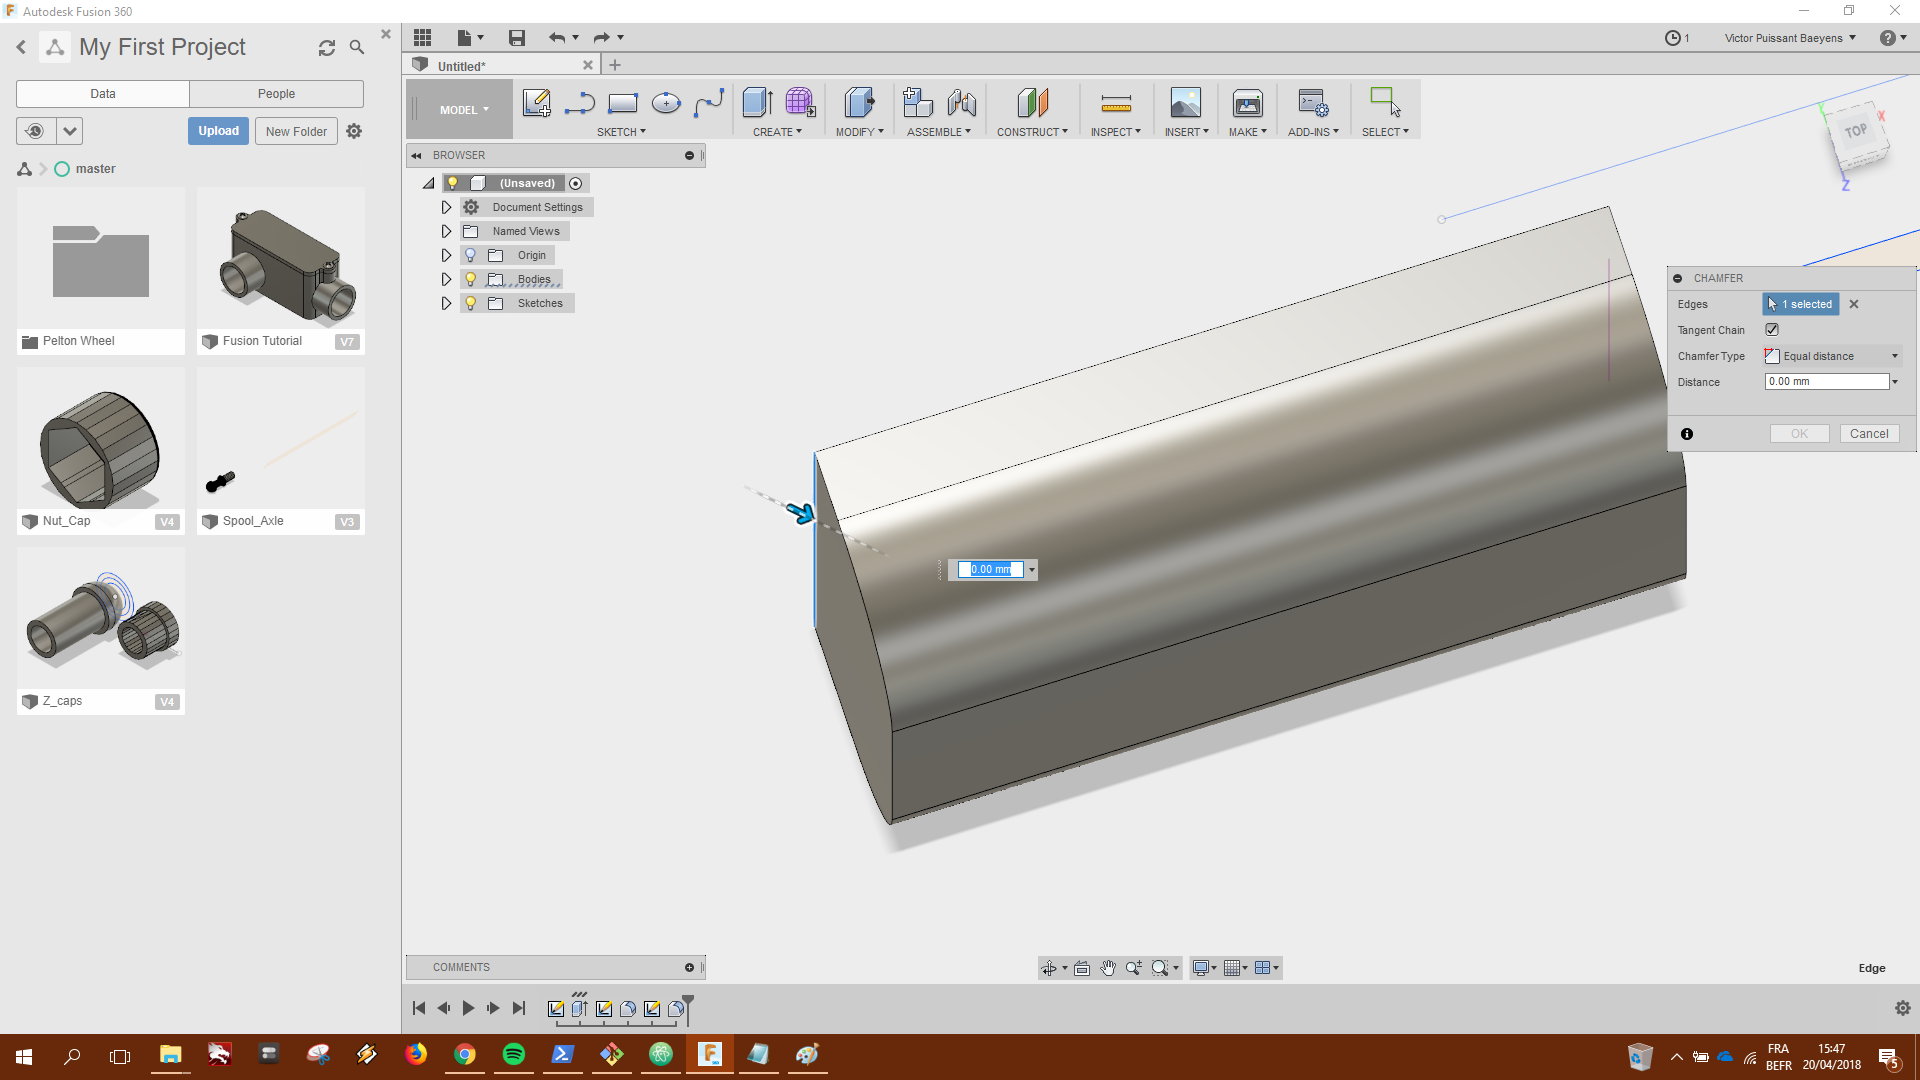 Autodesk Fusion 360
My First Project
Data
People
Upload
New Folder
master
Pelton Wheel
Fusion Tutorial
V7
Nut_Cap
V4
Spool_Axle
V3
Z_caps
V4
1
Victor Puissant Baeyens
Untitled*
MODEL
SKETCH
CREATE
MODIFY
ASSEMBLE
CONSTRUCT
INSPECT
INSERT
MAKE
ADD-INS
SELECT
BROWSER
(Unsaved)
Document Settings
Named Views
Origin
Bodies
Sketches
TOP
X
Y
Z
CHAMFER
Edges
1 selected
Tangent Chain
Chamfer Type
Equal distance
Distance
0.00 mm
OK
Cancel
0.00 mm
COMMENTS
Edge
FRA
BEFR
15:47
20/04/2018
5